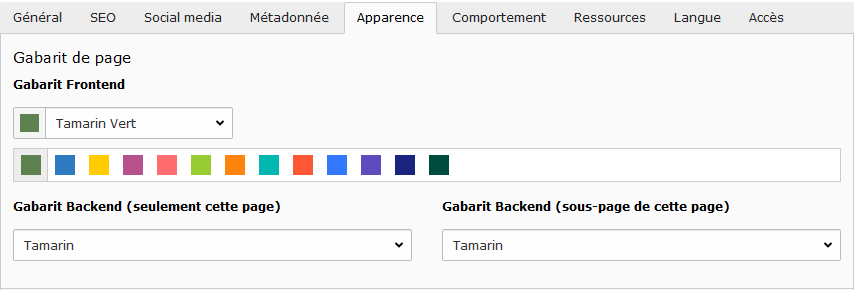 Général SEO Social media Métadonnée Apparence Comportement Ressources Langue Accès
Gabarit de page
Gabarit Frontend
Tamarin Vert
Gabarit Backend (seulement cette page) Gabarit Backend (sous-page de cette page)
Tamarin Tamarin